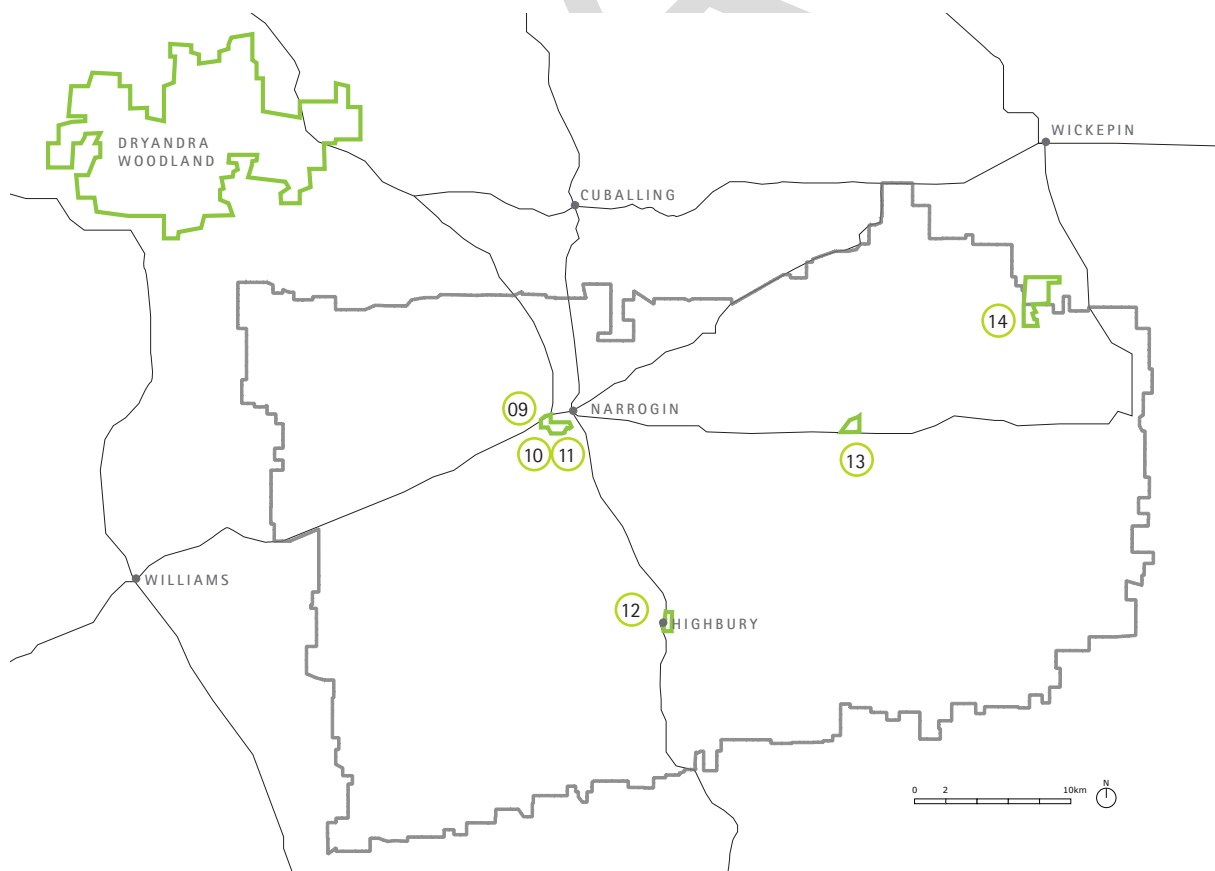 DRYANDRA
WOODLAND
WICKEPIN
CUBALLING
14
09
NARROGIN
10
11
13
WILLIAMS
12
HIGHBURY
0 2 10km
N